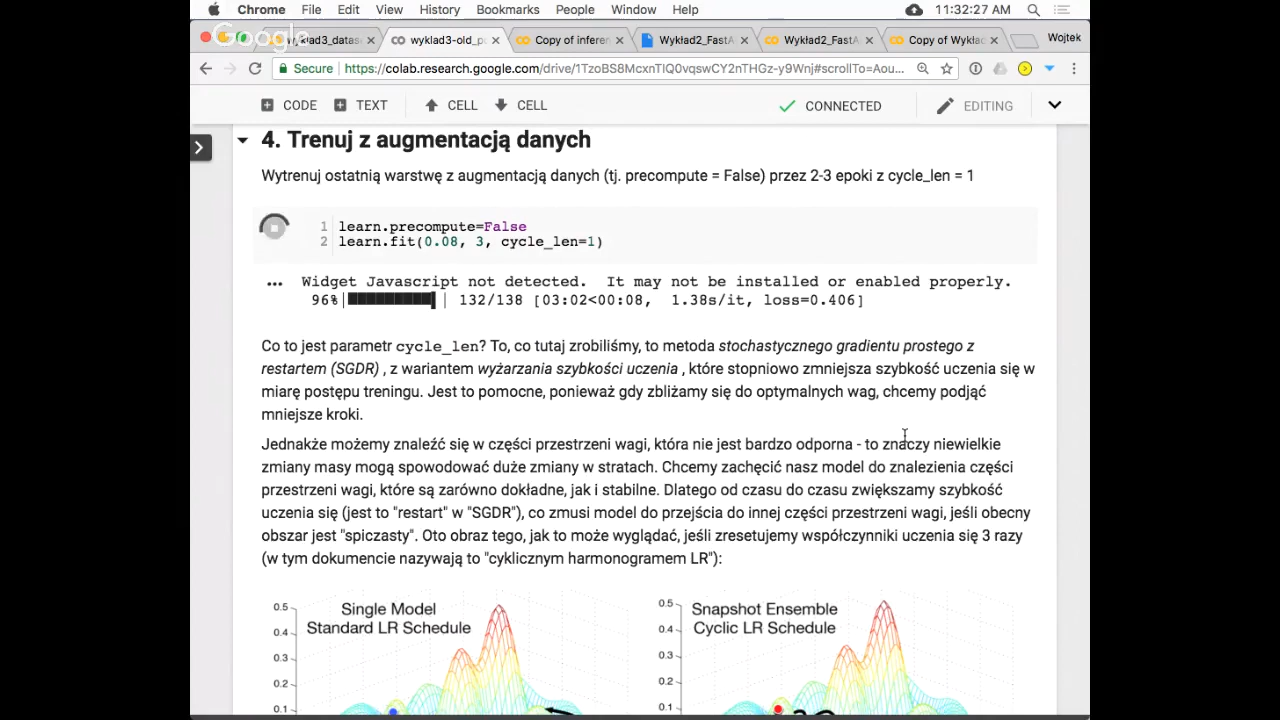 Chrome File Edit View History Bookmarks People Window Help 11:32:27 AM
Google
wyklad3-old_p Copy of inferen Wykład2_FastA Wykład2_FastA Copy of Wykła Wojtek
Secure https://colab.research.google.com/drive/
CODE TEXT CELL CELL CONNECTED EDITING
4. Trenuj z augmentacją danych
Wytrenuj ostatnią warstwę z augmentacją danych (tj. precompute = False) przez 2-3 epoki z cycle_len = 1
1 learn.precompute=False
2 learn.fit(0.08, 3, cycle_len=1)
... Widget Javascript not detected. It may not be installed or enabled properly.
96% 132/138 [03:02<00:08, 1.38s/it, loss=0.406]
Co to jest parametr cycle_len? To, co tutaj zrobiliśmy, to metoda stochastycznego gradientu prostego z
restartem (SGDR) , z wariantem wyżarzania szybkości uczenia , które stopniowo zmniejsza szybkość uczenia się w
miarę postępu treningu. Jest to pomocne, ponieważ gdy zbliżamy się do optymalnych wag, chcemy podjąć
mniejsze kroki.
Jednakże możemy znaleźć się w części przestrzeni wagi, która nie jest bardzo odporna - to znaczy niewielkie
zmiany masy mogą spowodować duże zmiany w stratach. Chcemy zachęcić nasz model do znalezienia części
przestrzeni wagi, które są zarówno dokładne, jak i stabilne. Dlatego od czasu do czasu zwiększamy szybkość
uczenia się (jest to "restart" w "SGDR"), co zmusi model do przejścia do innej części przestrzeni wagi, jeśli obecny
obszar jest "spiczasty". Oto obraz tego, jak to może wyglądać, jeśli zresetujemy współczynniki uczenia się 3 razy
(w tym dokumencie nazywają to "cyklicznym harmonogramem LR"):
Single Model
Standard LR Schedule
0.5
0.4
0.3
0.2
0.1
Snapshot Ensemble
Cyclic LR Schedule
0.5
0.4
0.3
0.2
0.1